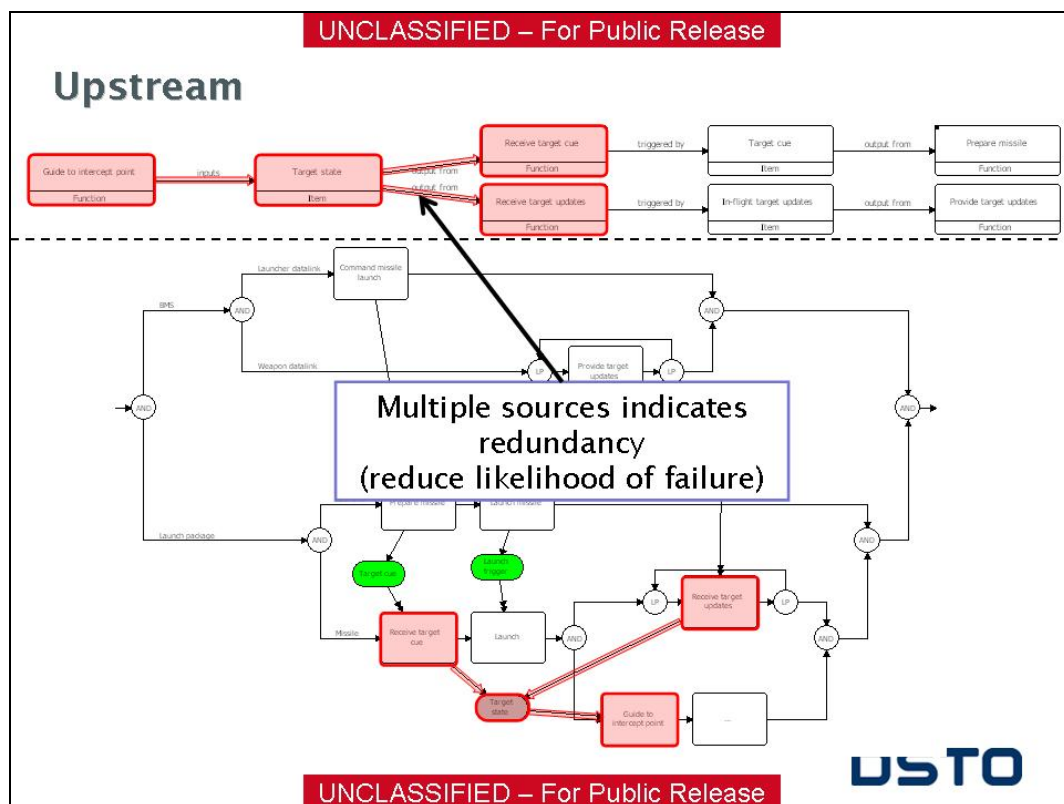 UNCLASSIFIED – For Public Release
Upstream
Guide to intercept point
Function
inputs
Target state
Item
output from
output from
Receive target cue
Function
triggered by
Target cue
Item
output from
Prepare missile
Function
Receive target updates
Function
triggered by
In-flight target updates
Item
output from
Provide target updates
Function
Launcher datalink
Command missile
launch
BMS
AND
AND
Weapon datalink
LP
Provide target
updates
LP
AND
AND
Multiple sources indicates
redundancy
(reduce likelihood of failure)
Prepare missile
Launch missile
Launch package
AND
AND
Target cue
Launch
trigger
LP
Receive target
updates
LP
Missile
Receive target
cue
Launch
AND
AND
Target
state
Guide to
intercept point
...
DSTO
UNCLASSIFIED – For Public Release